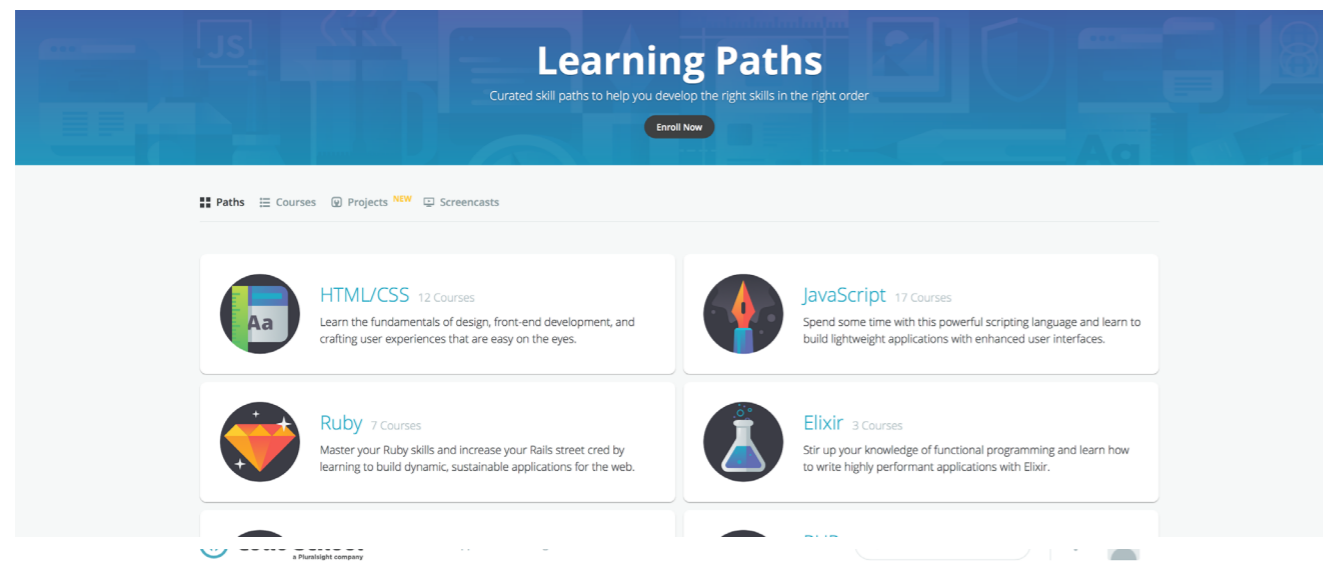 JS
Learning Paths
Curated skill paths to help you develop the right skills in the right order
Enroll Now
Aa
Paths Courses Projects NEW Screencasts
Aa
HTML/CSS 12 Courses
Learn the fundamentals of design, front-end development, and
crafting user experiences that are easy on the eyes.
JavaScript 17 Courses
Spend some time with this powerful scripting language and learn to
build lightweight applications with enhanced user interfaces.
Ruby 7 Courses
Master your Ruby skills and increase your Rails street cred by
learning to build dynamic, sustainable applications for the web.
Elixir 3 Courses
Stir up your knowledge of functional programming and learn how
to write highly performant applications with Elixir.
a Pluralsight company